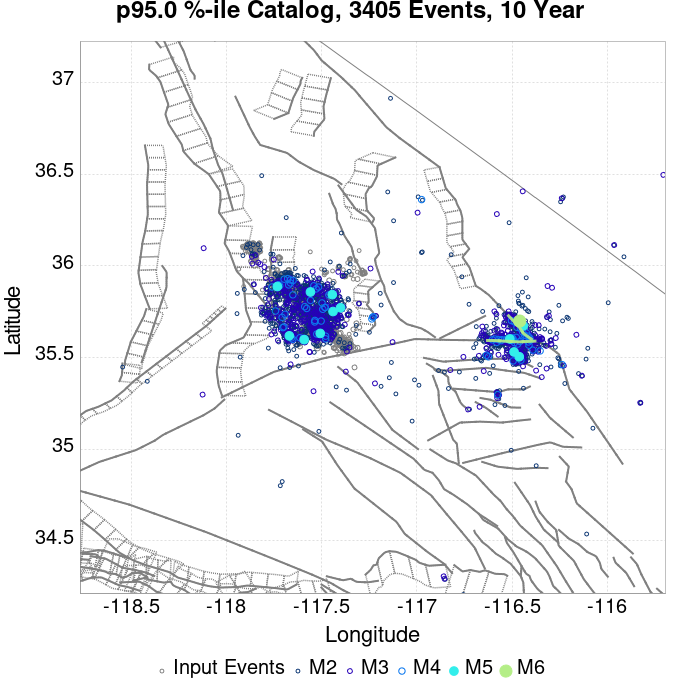 p95.0 %-ile Catalog, 3405 Events, 10 Year
37
36.5
36
35.5
35
34.5
Latitude
-118.5 -118 -117.5 -117 -116.5 -116
Longitude
Input Events M2 M3 M4 M5 M6